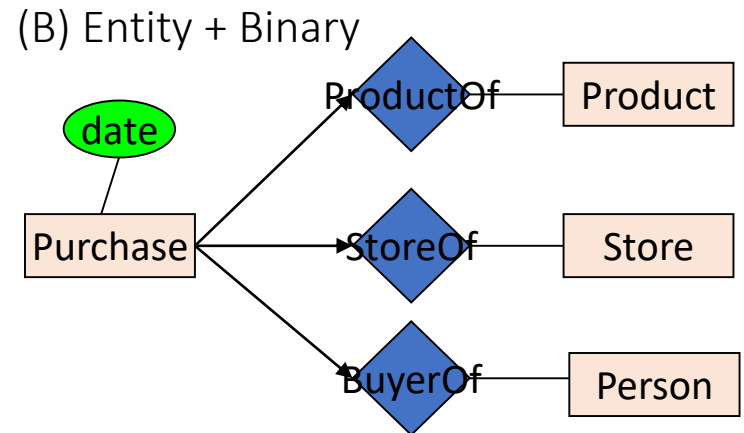 (B) Entity + Binary
date
ProductOf
Product
Purchase
StoreOf
Store
BuyerOf
Person